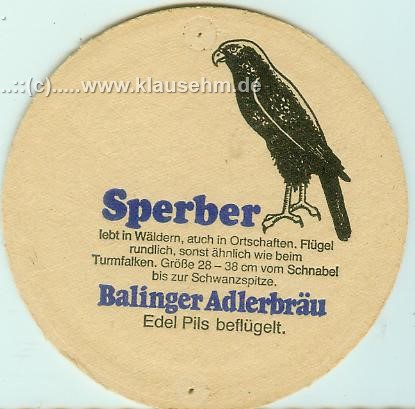 ..::(c).....www.klausehm.de
Sperber
lebt in Wäldern, auch in Ortschaften. Flügel
rundlich, sonst ähnlich wie beim
Turmfalken. Größe 28 – 38 cm vom Schnabel
bis zur Schwanzspitze.
Balinger Adlerbräu
Edel Pils beflügelt.